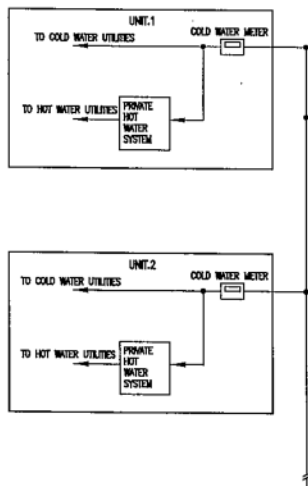 UNIT.1
COLD WATER METER
TO COLD WATER UTILITIES
TO HOT WATER UTILITIES
PRIVATE
HOT
WATER
SYSTEM
UNIT.2
COLD WATER METER
TO COLD WATER UTILITIES
TO HOT WATER UTILITIES
PRIVATE
HOT
WATER
SYSTEM